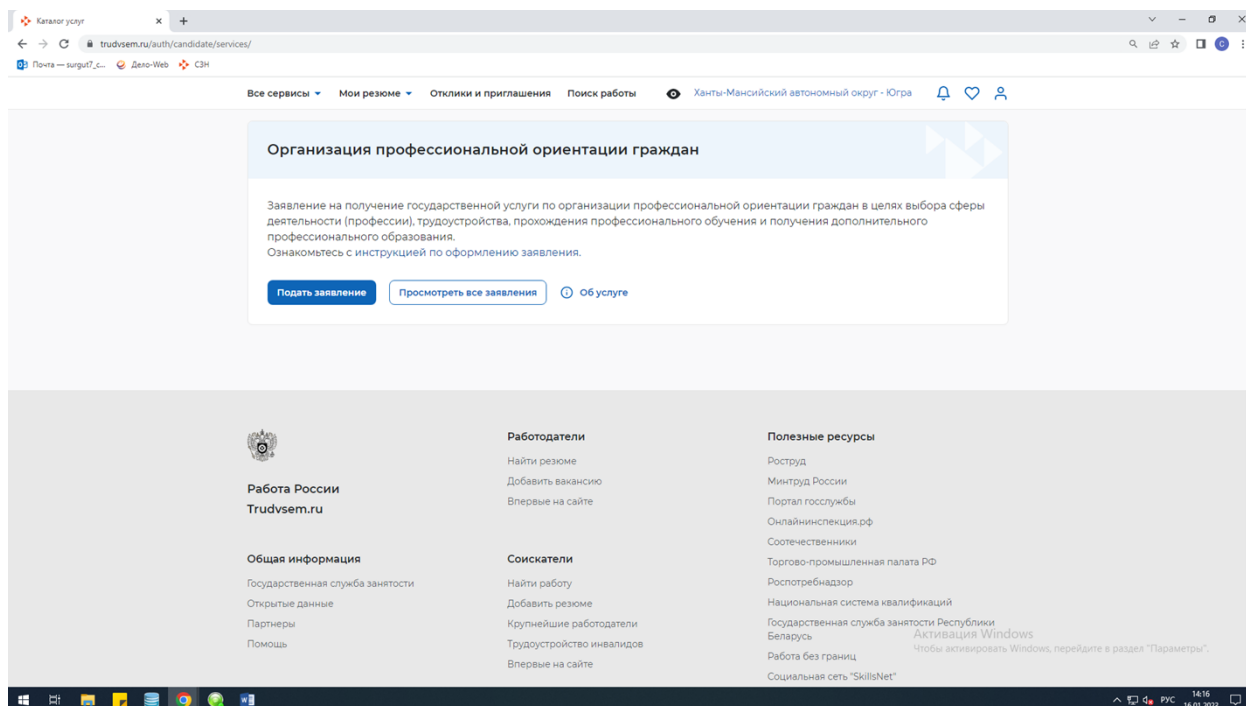 Каталог услуг
trudvsem.ru/auth/candidate/services/
Почта — surgut7_c...
Дело-Web
СЗН
Все сервисы
Мои резюме
Отклики и приглашения
Поиск работы
Ханты-Мансийский автономный округ - Югра
Организация профессиональной ориентации граждан
Заявление на получение государственной услуги по организации профессиональной ориентации граждан в целях выбора сферы
деятельности (профессии), трудоустройства, прохождения профессионального обучения и получения дополнительного
профессионального образования.
Ознакомьтесь с инструкцией по оформлению заявления.
Подать заявление
Просмотреть все заявления
Об услуге
Работа России
Trudvsem.ru
Общая информация
Государственная служба занятости
Открытые данные
Партнеры
Помощь
Работодатели
Найти резюме
Добавить вакансию
Впервые на сайте
Соискатели
Найти работу
Добавить резюме
Крупнейшие работодатели
Трудоустройство инвалидов
Впервые на сайте
Полезные ресурсы
Роструд
Минтруд России
Портал госслужбы
Онлайнинспекция.рф
Соотечественники
Торгово-промышленная палата РФ
Роспотребнадзор
Национальная система квалификаций
Государственная служба занятости Республики
Беларусь
Работа без границ
Социальная сеть "SkillsNet"
Активация Windows
Чтобы активировать Windows, перейдите в раздел "Параметры".
РУС
14:16
16.01.2023